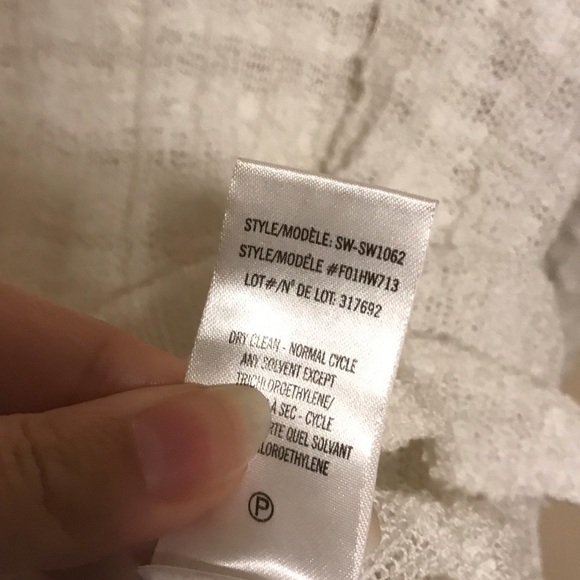 STYLE/MODÈLE: SW-SW1062
STYLE/MODÈLE #F01HW713
LOT#/N° DE LOT: 317692
DRY CLEAN - NORMAL CYCLE
ANY SOLVENT EXCEPT
TRICHLOROETHYLENE/
À SEC - CYCLE
QUEL SOLVANT
P